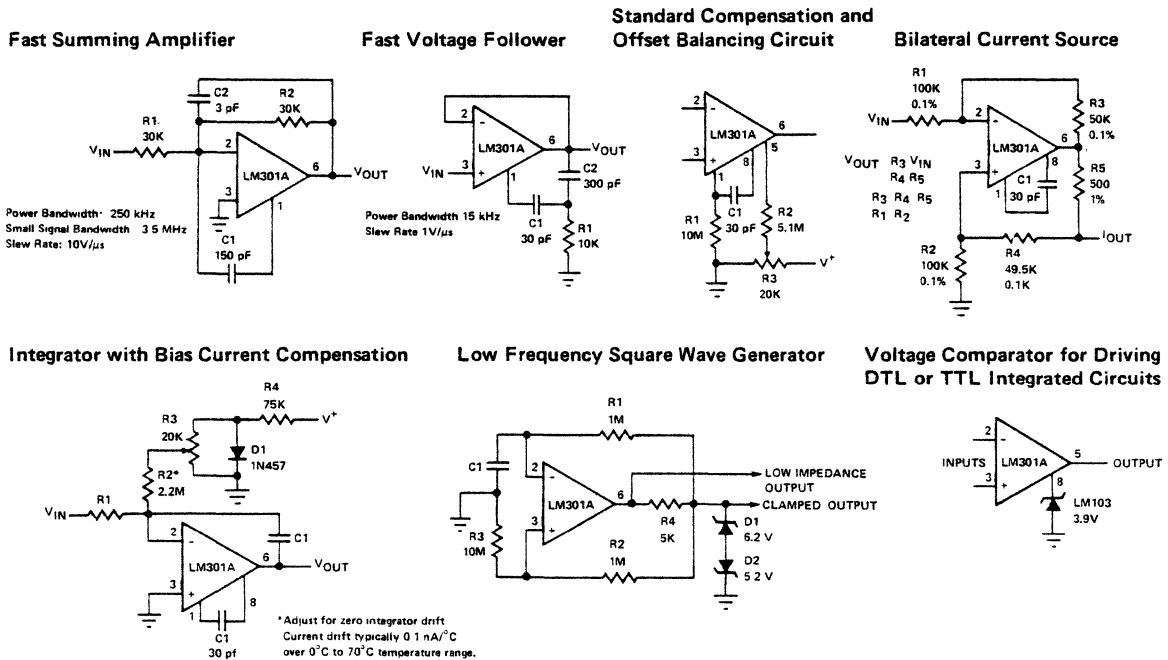 Fast Summing Amplifier
C2
3 pF
R2
30K
R1
30K
VIN
2
LM301A
6
VOUT
3
1
C1
150 pF
Power Bandwidth· 250 kHz
Small Signal Bandwidth 3 5 MHz
Slew Rate: 10V/μs
Fast Voltage Follower
2
-
LM301A
6
VOUT
VIN
3
+
1
C2
300 pF
C1
30 pF
R1
10K
Power Bandwidth 15 kHz
Slew Rate 1V/μs
Standard Compensation and
Offset Balancing Circuit
2
-
6
LM301A
3
+
5
8
1
C1
30 pF
R1
10M
R2
5.1M
V+
R3
20K
Bilateral Current Source
R1
100K
0.1%
VIN
2
-
LM301A
6
3
+
8
C1
30 pF
1
R3
50K
0.1%
R5
500
1%
VOUT R3 VIN
R4 R5
R3 R4 R5
R1 R2
R2
100K
0.1%
R4
49.5K
0.1K
IOUT
Integrator with Bias Current Compensation
R4
75K
V+
R3
20K
D1
1N457
R2*
2.2M
R1
VIN
2
-
C1
LM301A
6
VOUT
3
+
1
8
C1
30 pf
*Adjust for zero integrator drift
Current drift typically 0 1 nA/°C
over 0°C to 70°C temperature range.
Low Frequency Square Wave Generator
R1
1M
C1
2
-
LM301A
6
3
+
LOW IMPEDANCE
OUTPUT
CLAMPED OUTPUT
R4
5K
R3
10M
R2
1M
D1
6.2 V
D2
5 2 V
Voltage Comparator for Driving
DTL or TTL Integrated Circuits
2
-
INPUTS
LM301A
5
OUTPUT
3
+
8
LM103
3.9V